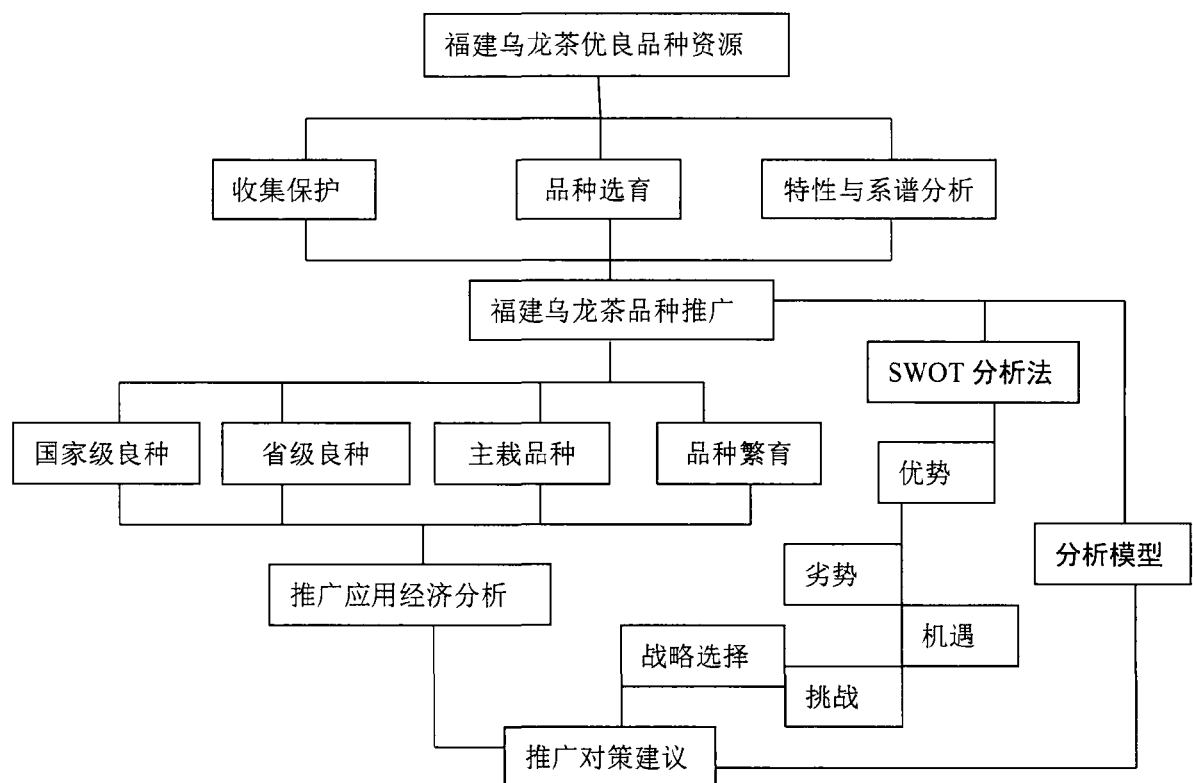 福建乌龙茶优良品种资源
收集保护
品种选育
特性与系谱分析
福建乌龙茶品种推广
SWOT 分析法
国家级良种
省级良种
主栽品种
品种繁育
优势
分析模型
劣势
推广应用经济分析
机遇
战略选择
挑战
推广对策建议